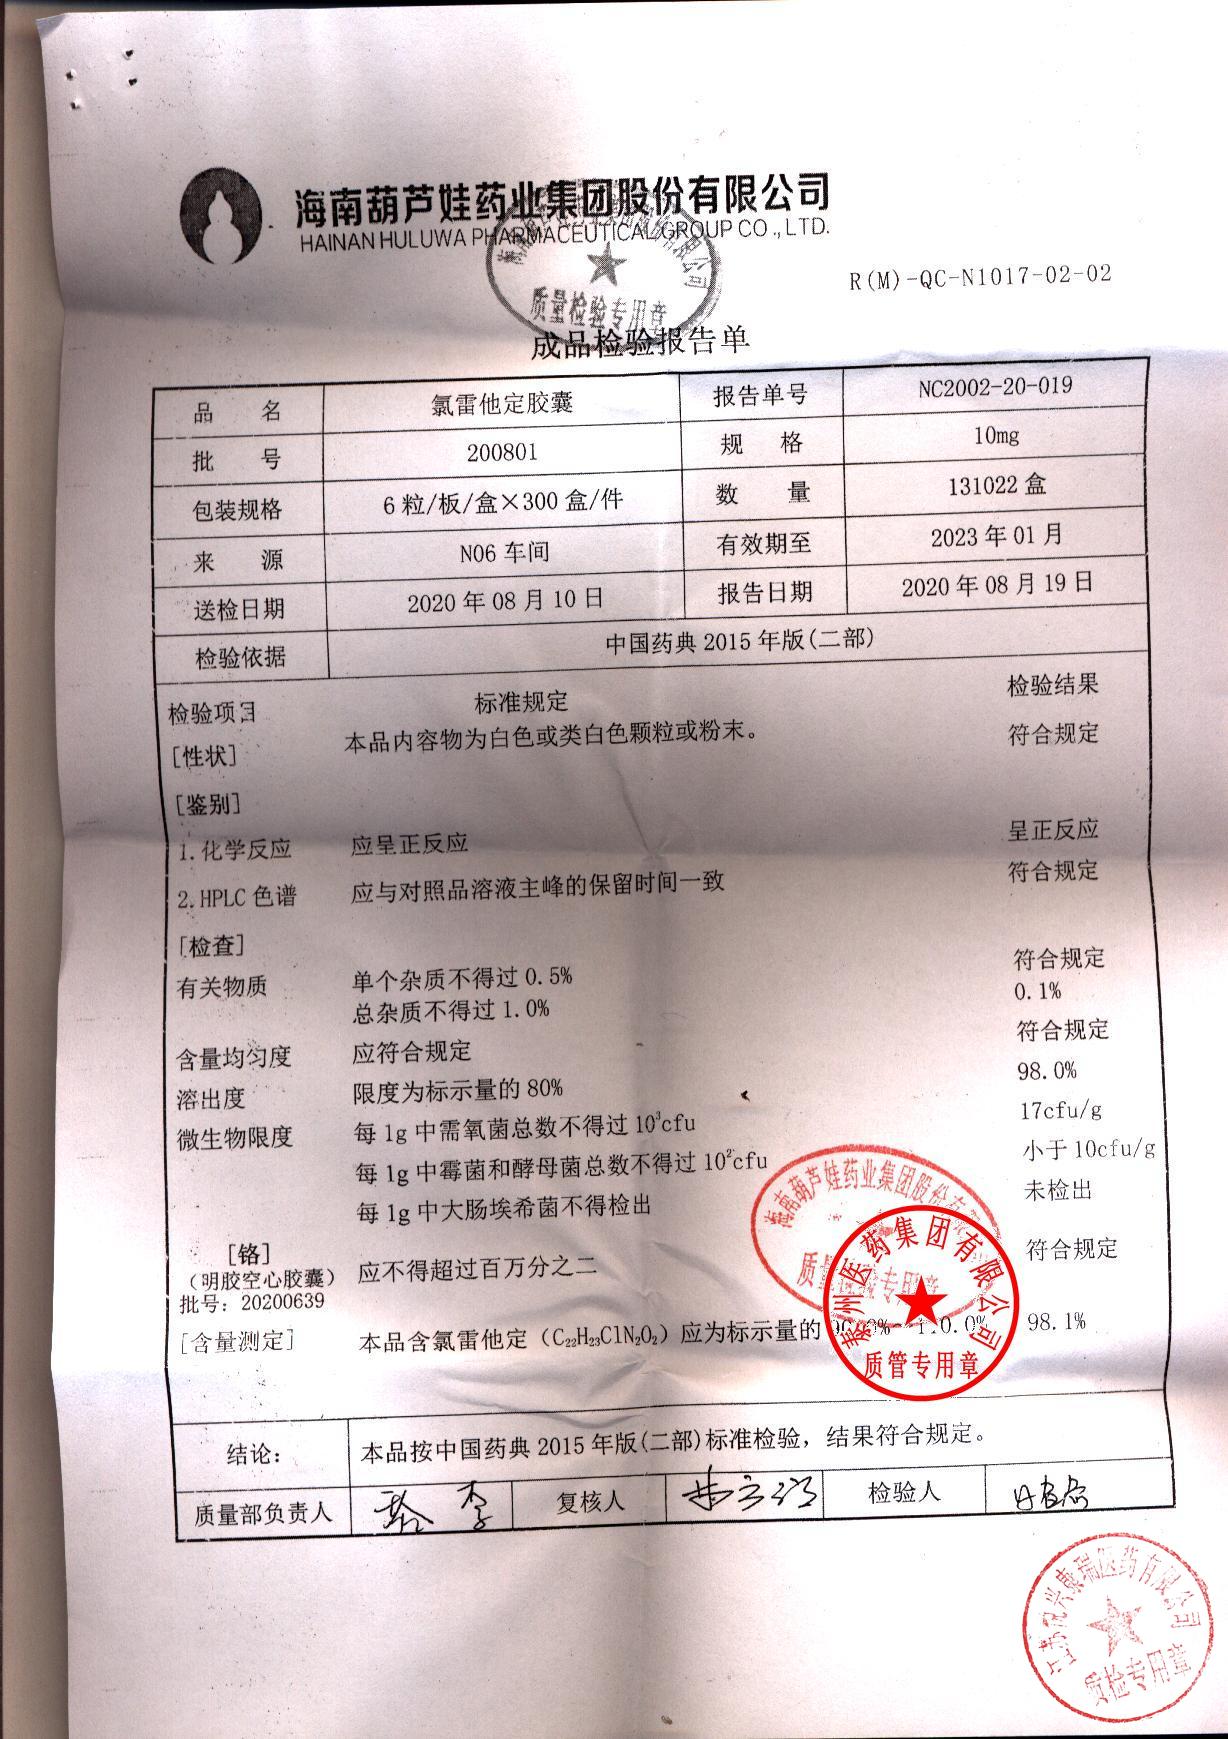 海南葫芦娃药业集团股份有限公司
HAINAN HULUWA PHARMACEUTICAL GROUP CO.,LTD.
质量检验专用章
R(M)-QC-N1017-02-02
成品检验报告单
品 名 氯雷他定胶囊 报告单号 NC2002-20-019
批 号 200801 规 格 10mg
包装规格 6粒/板/盒×300盒/件 数 量 131022盒
来 源 N06车间 有效期至 2023年01月
送检日期 2020年08月10日 报告日期 2020年08月19日
检验依据 中国药典2015年版(二部)
检验项目 标准规定 检验结果
[性状] 本品内容物为白色或类白色颗粒或粉末。 符合规定
[鉴别]
1.化学反应 应呈正反应 呈正反应
2.HPLC色谱 应与对照品溶液主峰的保留时间一致 符合规定
[检查]
有关物质 单个杂质不得过0.5% 符合规定
总杂质不得过1.0% 0.1%
含量均匀度 应符合规定 符合规定
溶出度 限度为标示量的80% 98.0%
微生物限度 每1g中需氧菌总数不得过10³cfu 17cfu/g
每1g中霉菌和酵母菌总数不得过10²cfu 小于10cfu/g
每1g中大肠埃希菌不得检出 未检出
[铬]
(明胶空心胶囊) 应不得超过百万分之二 符合规定
批号：20200639
[含量测定] 本品含氯雷他定（C₂₂H₂₃ClN₂O₂）应为标示量的 98.1%
海南葫芦娃药业集团股份有
质量检验专用章
泰州医药集团有限公司
质管专用章
结论： 本品按中国药典2015年版(二部)标准检验，结果符合规定。
质量部负责人 复核人 检验人
医药有限公司
质检专用章